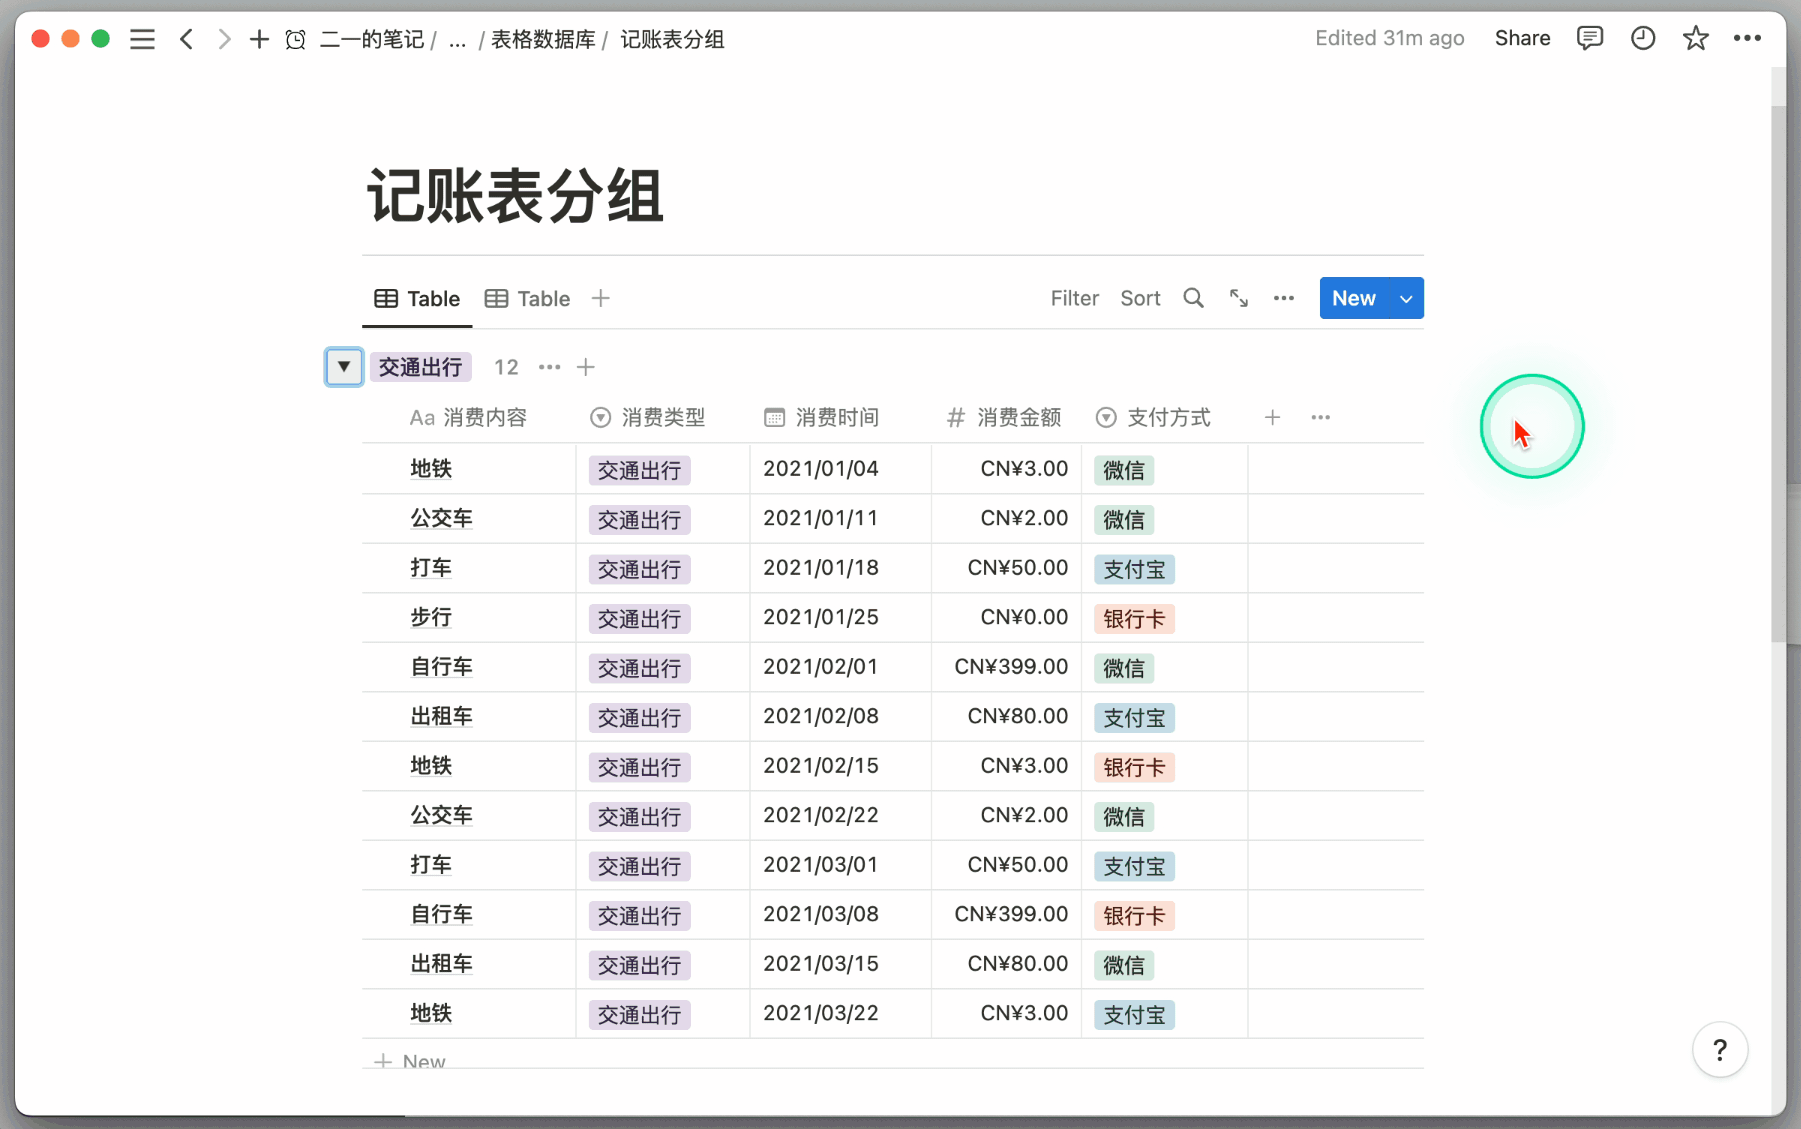 二一的笔记 / ... / 表格数据库 / 记账表分组 Edited 31m ago Share
记账表分组
Table Table Filter Sort New
交通出行 12
Aa 消费内容 消费类型 消费时间 # 消费金额 支付方式
地铁 交通出行 2021/01/04 CN¥3.00 微信
公交车 交通出行 2021/01/11 CN¥2.00 微信
打车 交通出行 2021/01/18 CN¥50.00 支付宝
步行 交通出行 2021/01/25 CN¥0.00 银行卡
自行车 交通出行 2021/02/01 CN¥399.00 微信
出租车 交通出行 2021/02/08 CN¥80.00 支付宝
地铁 交通出行 2021/02/15 CN¥3.00 银行卡
公交车 交通出行 2021/02/22 CN¥2.00 微信
打车 交通出行 2021/03/01 CN¥50.00 支付宝
自行车 交通出行 2021/03/08 CN¥399.00 银行卡
出租车 交通出行 2021/03/15 CN¥80.00 微信
地铁 交通出行 2021/03/22 CN¥3.00 支付宝
+ New
?